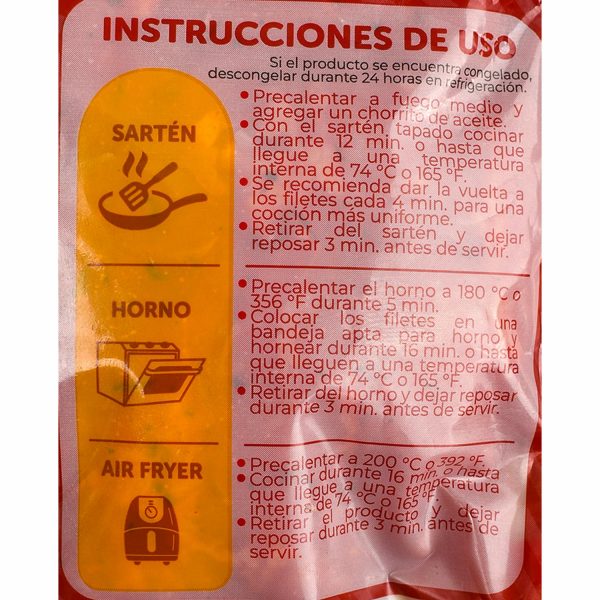 INSTRUCCIONES DE USO
Si el producto se encuentra congelado,
descongelar durante 24 horas en refrigeración.
SARTÉN
• Precalentar a fuego medio y
agregar un chorrito de aceite.
• Con el sartén tapado cocinar
durante 12 min. o hasta que
llegue a una temperatura
interna de 74 °C o 165 °F.
• Se recomienda dar la vuelta a
los filetes cada 4 min. para una
cocción más uniforme.
• Retirar del sartén y dejar
reposar 3 min. antes de servir.
HORNO
• Precalentar el horno a 180 °C o
356 °F durante 5 min.
• Colocar los filetes en una
bandeja apta para horno y
hornear durante 16 min. o hasta
que lleguen a una temperatura
interna de 74 °C o 165 °F.
• Retirar del horno y dejar reposar
durante 3 min. antes de servir.
AIR FRYER
• Precalentar a 200 °C o 392 °F.
• Cocinar durante 16 min. o hasta
que llegue a una temperatura
interna de 74 °C o 165 °F.
• Retirar el producto y dejar
reposar durante 3 min. antes de
servir.